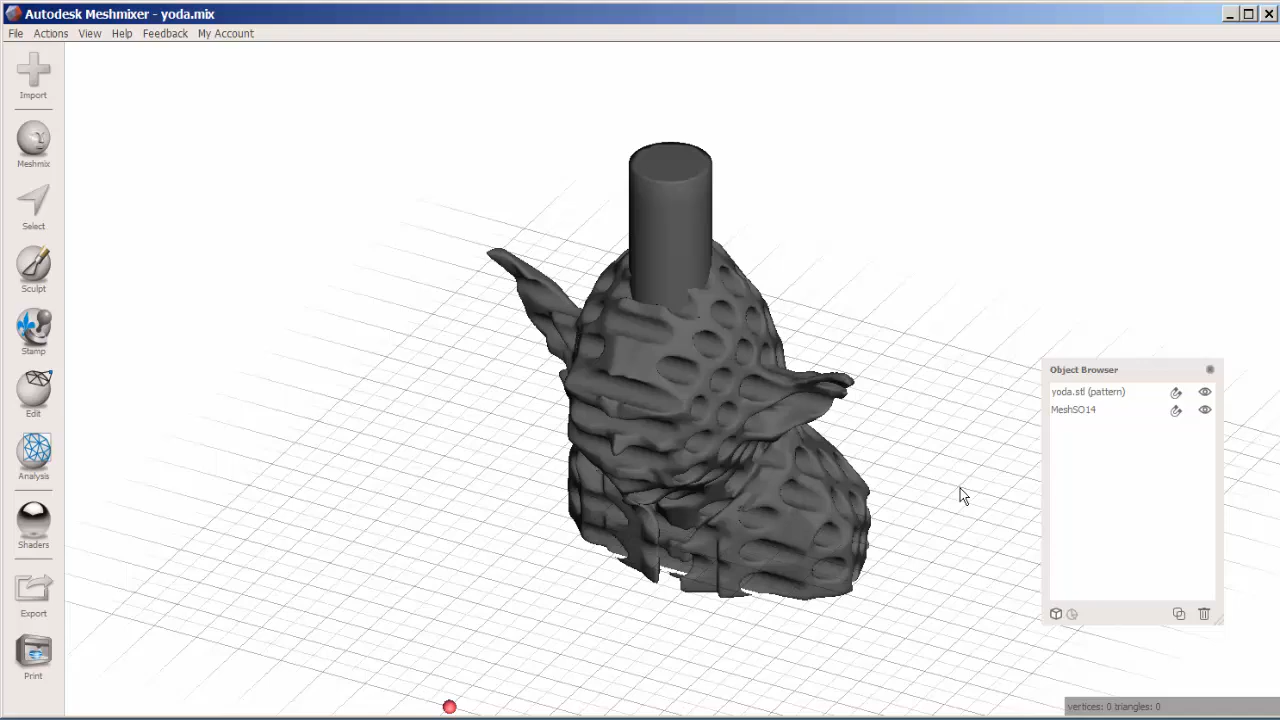 Autodesk Meshmixer - yoda.mix
File Actions View Help Feedback My Account
Import
Meshmix
Select
Sculpt
Stamp
Edit
Analysis
Shaders
Export
Print
Object Browser
yoda.stl (pattern)
MeshSO14
vertices: 0 triangles: 0